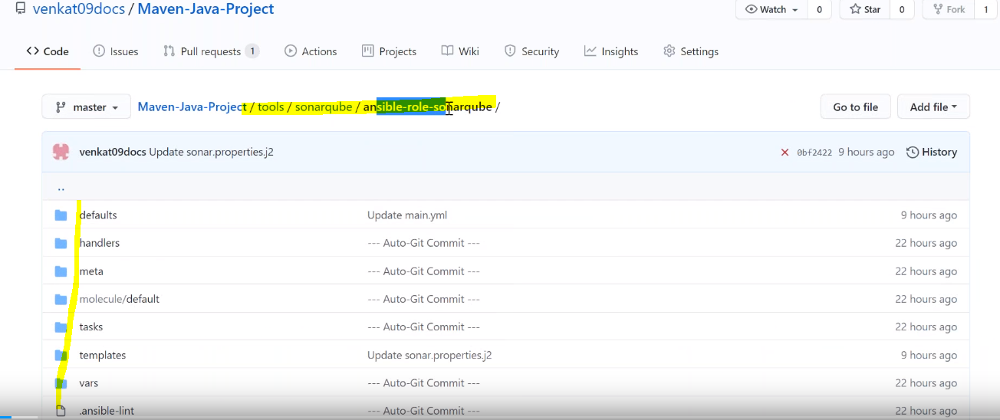 venkat09docs / Maven-Java-Project Watch 0 Star 0 Fork 1
Code Issues Pull requests 1 Actions Projects Wiki Security Insights Settings
master Maven-Java-Project / tools / sonarqube / ansible-role-sonarqube / Go to file Add file
venkat09docs Update sonar.properties.j2 0bf2422 9 hours ago History
..
defaults Update main.yml 9 hours ago
handlers --- Auto-Git Commit --- 22 hours ago
meta --- Auto-Git Commit --- 22 hours ago
molecule/default --- Auto-Git Commit --- 22 hours ago
tasks --- Auto-Git Commit --- 22 hours ago
templates Update sonar.properties.j2 9 hours ago
vars --- Auto-Git Commit --- 22 hours ago
.ansible-lint --- Auto-Git Commit --- 22 hours ago